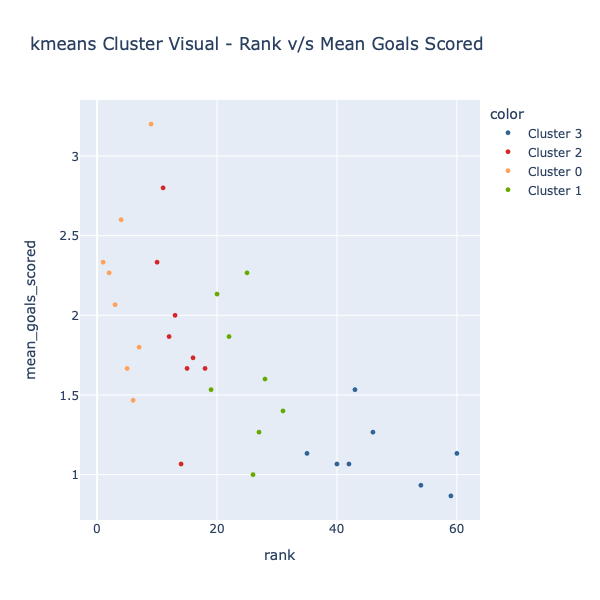 kmeans Cluster Visual - Rank v/s Mean Goals Scored
color
Cluster 3
Cluster 2
Cluster 0
Cluster 1
mean_goals_scored
3
2.5
2
1.5
1
0
20
40
60
rank